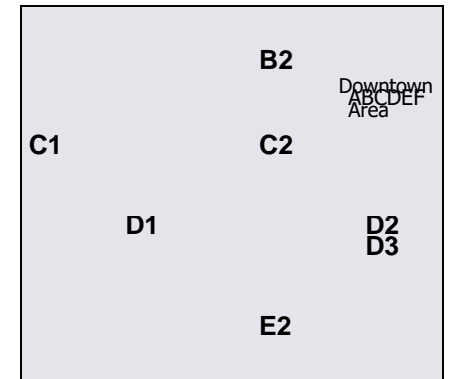 B2
Downtown
ABCDEF
Area
C1 C2
D1 D2
D3
E2